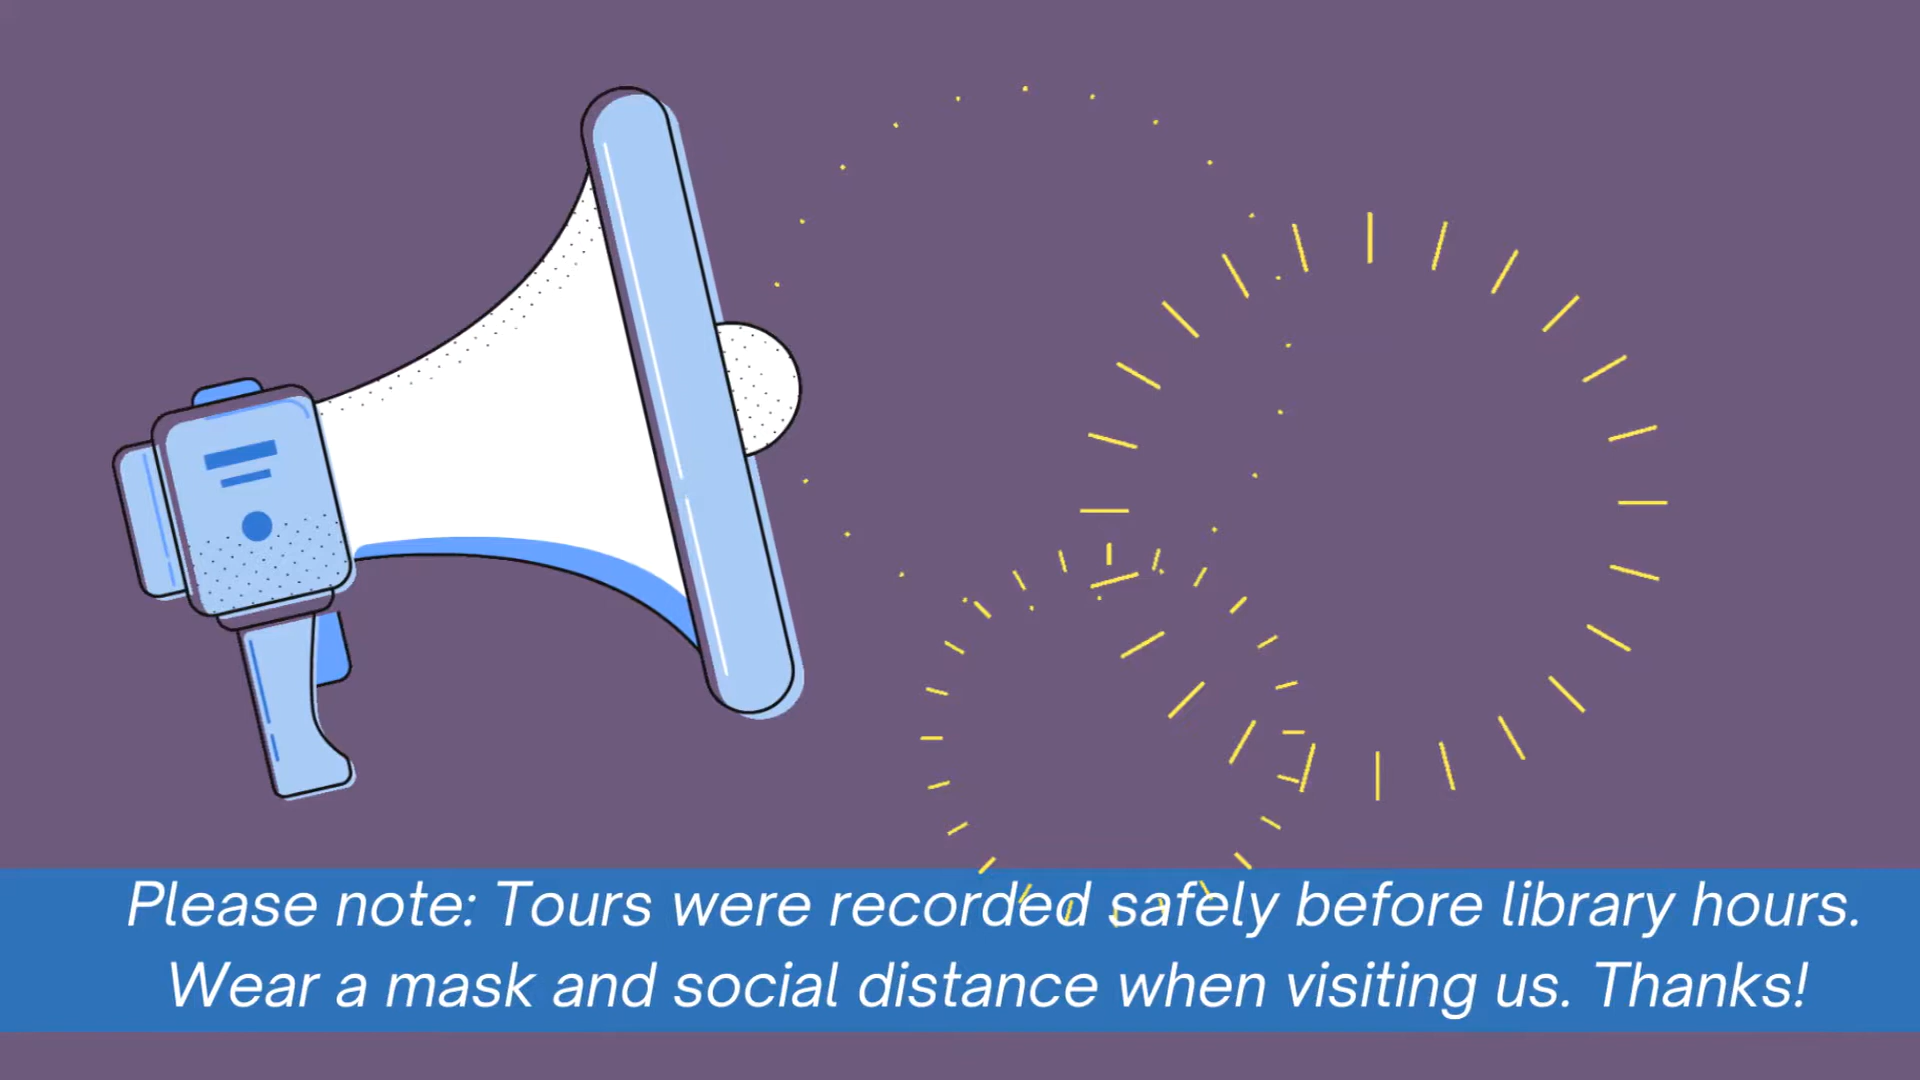 Please note: Tours were recorded safely before library hours.
Wear a mask and social distance when visiting us. Thanks!